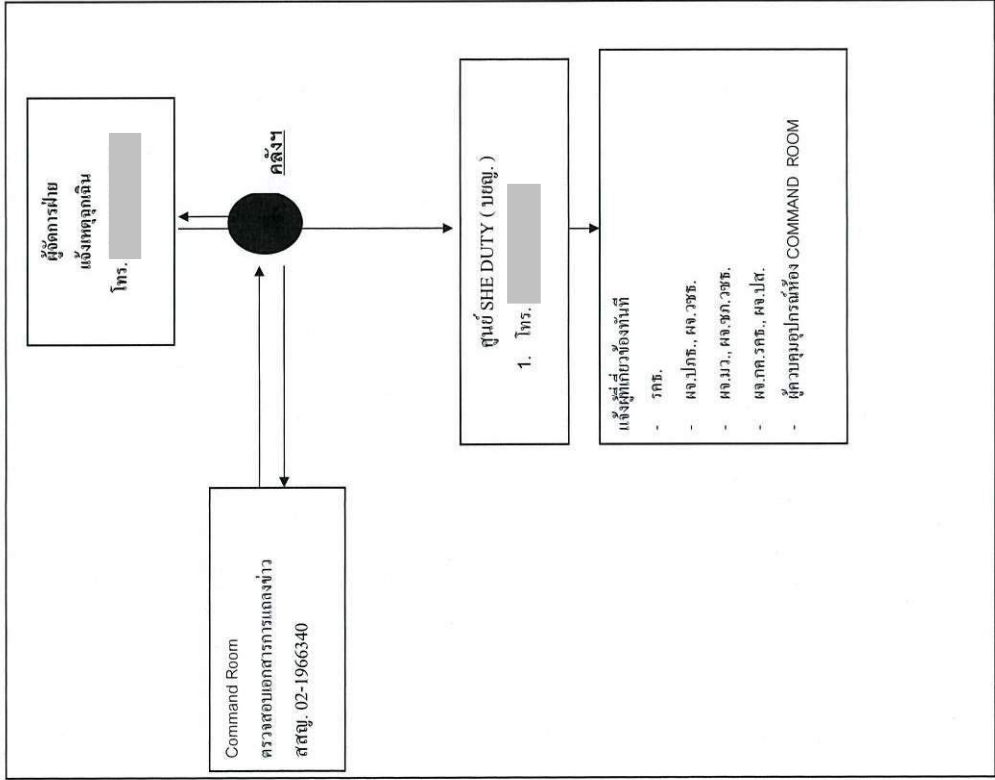 ผู้จัดการฝ่าย
แจ้งเหตุฉุกเฉิน
โทร.
คลังฯ
Command Room
ตรวจสอบเอกสารการแถลงข่าว
สสญ. 02-1966340
ศูนย์ SHE DUTY ( บยญ. )
1. โทร.
แจ้งผู้ที่เกี่ยวข้องทันที
- รคธ.
- ผจ.ปภธ., ผจ.วชธ.
- ผจ.มว., ผจ.ชภ.วชธ.
- ผจ.กค.รคธ., ผจ.ปส.
- ผู้ควบคุมอุปกรณ์ห้อง COMMAND ROOM